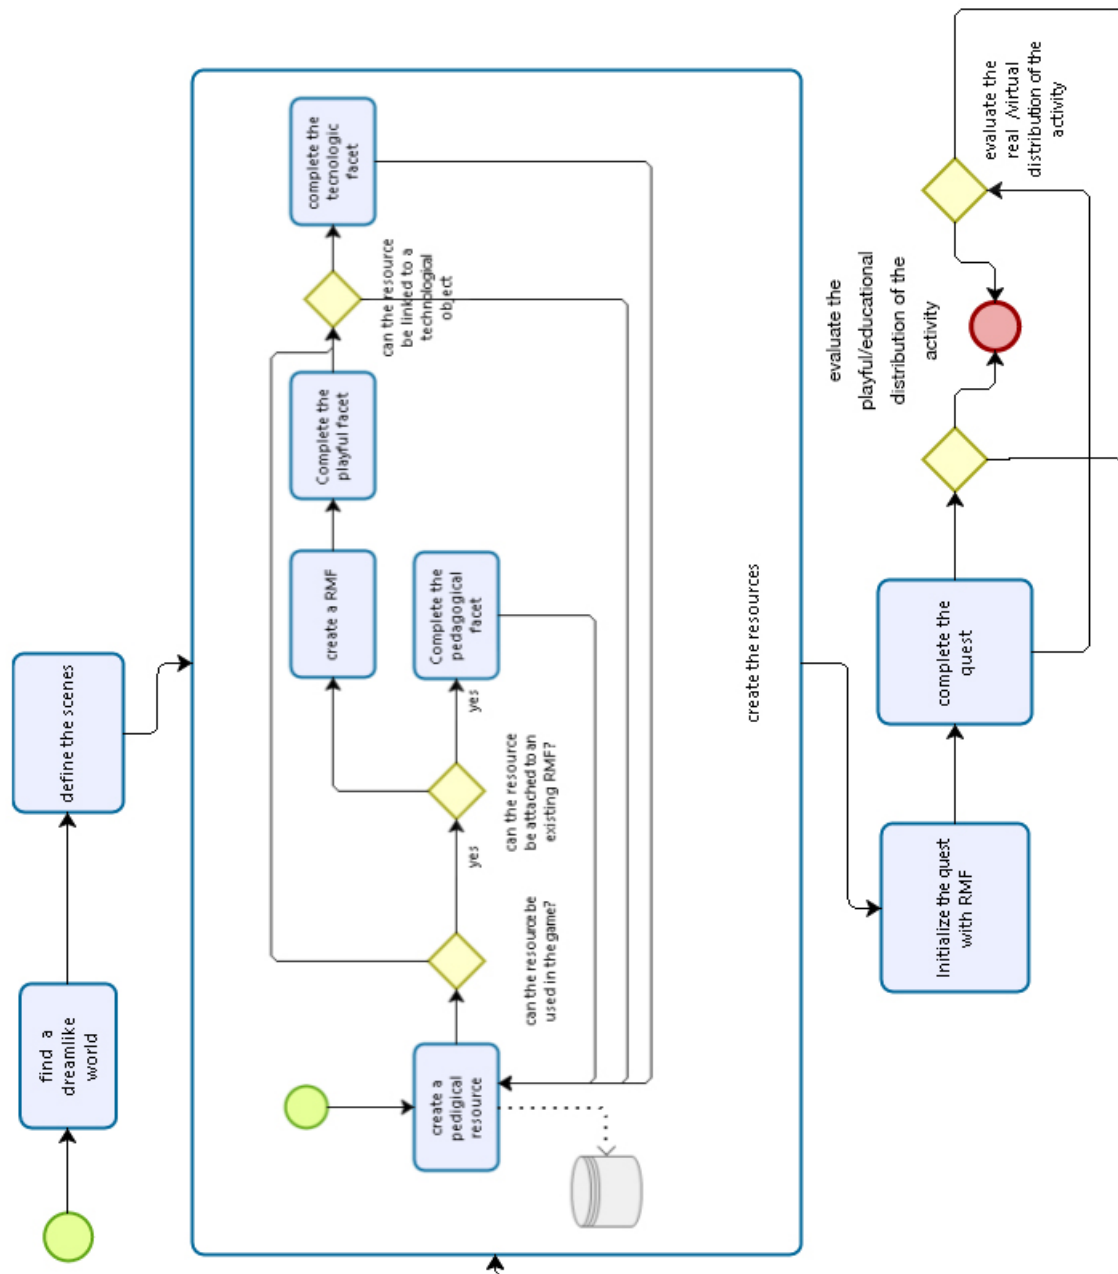 find a
dreamlike
world
define the scenes
create a
pedigical
resource
can the resource be
used in the game?
yes
can the resource
be attached to an
existing RMF?
yes
create a RMF
Complete the
pedagogical
facet
Complete the
playful facet
can the resource
be linked to a
technological
object
complete the
tecnologic
facet
create the resources
Initialize the quest
with RMF
complete the
quest
evaluate the
playful/educational
distribution of the
activity
evaluate the
real /virtual
distribution of the
activity